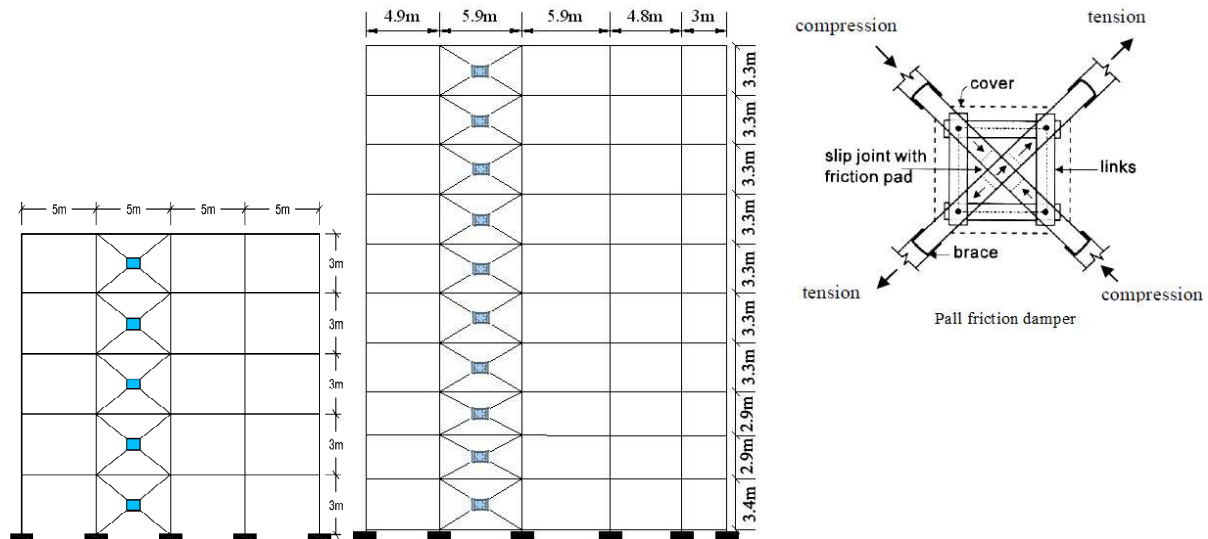 4.9m 5.9m 5.9m 4.8m 3m
3.3m
3.3m
3.3m
3.3m
3.3m
3.3m
3.3m
2.9m
2.9m
3.4m
5m 5m 5m 5m
3m
3m
3m
3m
3m
tension
compression
cover
slip joint with
friction pad
links
brace
tension
compression
Pall friction damper